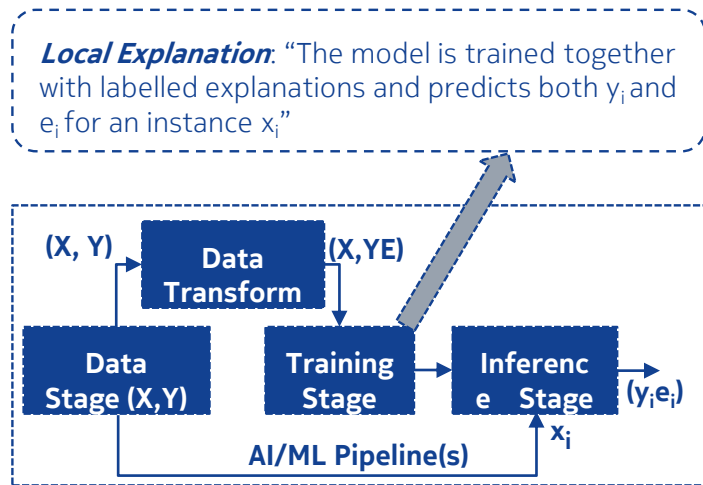 Local Explanation: “The model is trained together
with labelled explanations and predicts both yᵢ and
eᵢ for an instance xᵢ”
(X, Y)
Data
Transform
(X,YE)
Data
Stage (X,Y)
Training
Stage
Inferenc
e Stage
(yᵢeᵢ)
xᵢ
AI/ML Pipeline(s)